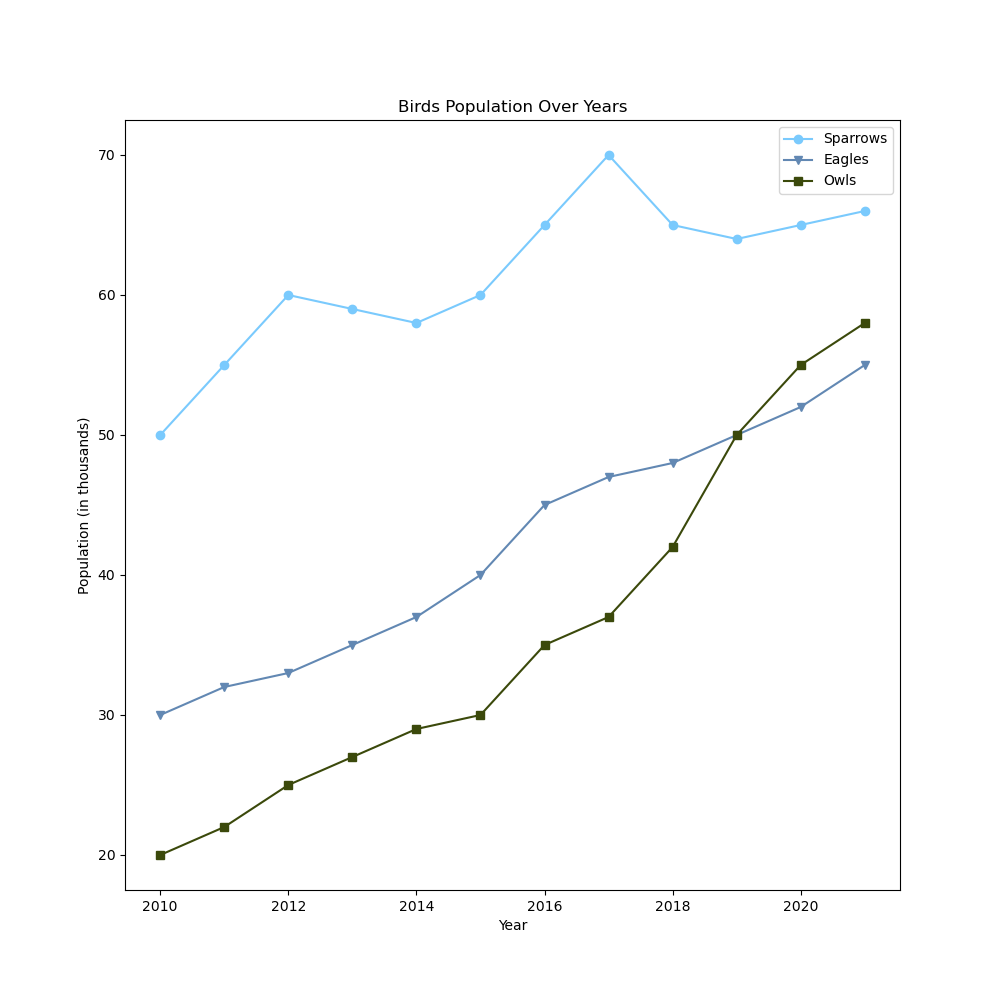 Birds Population Over Years
Sparrows
Eagles
Owls
70
60
50
40
30
20
Population (in thousands)
2010 2012 2014 2016 2018 2020
Year